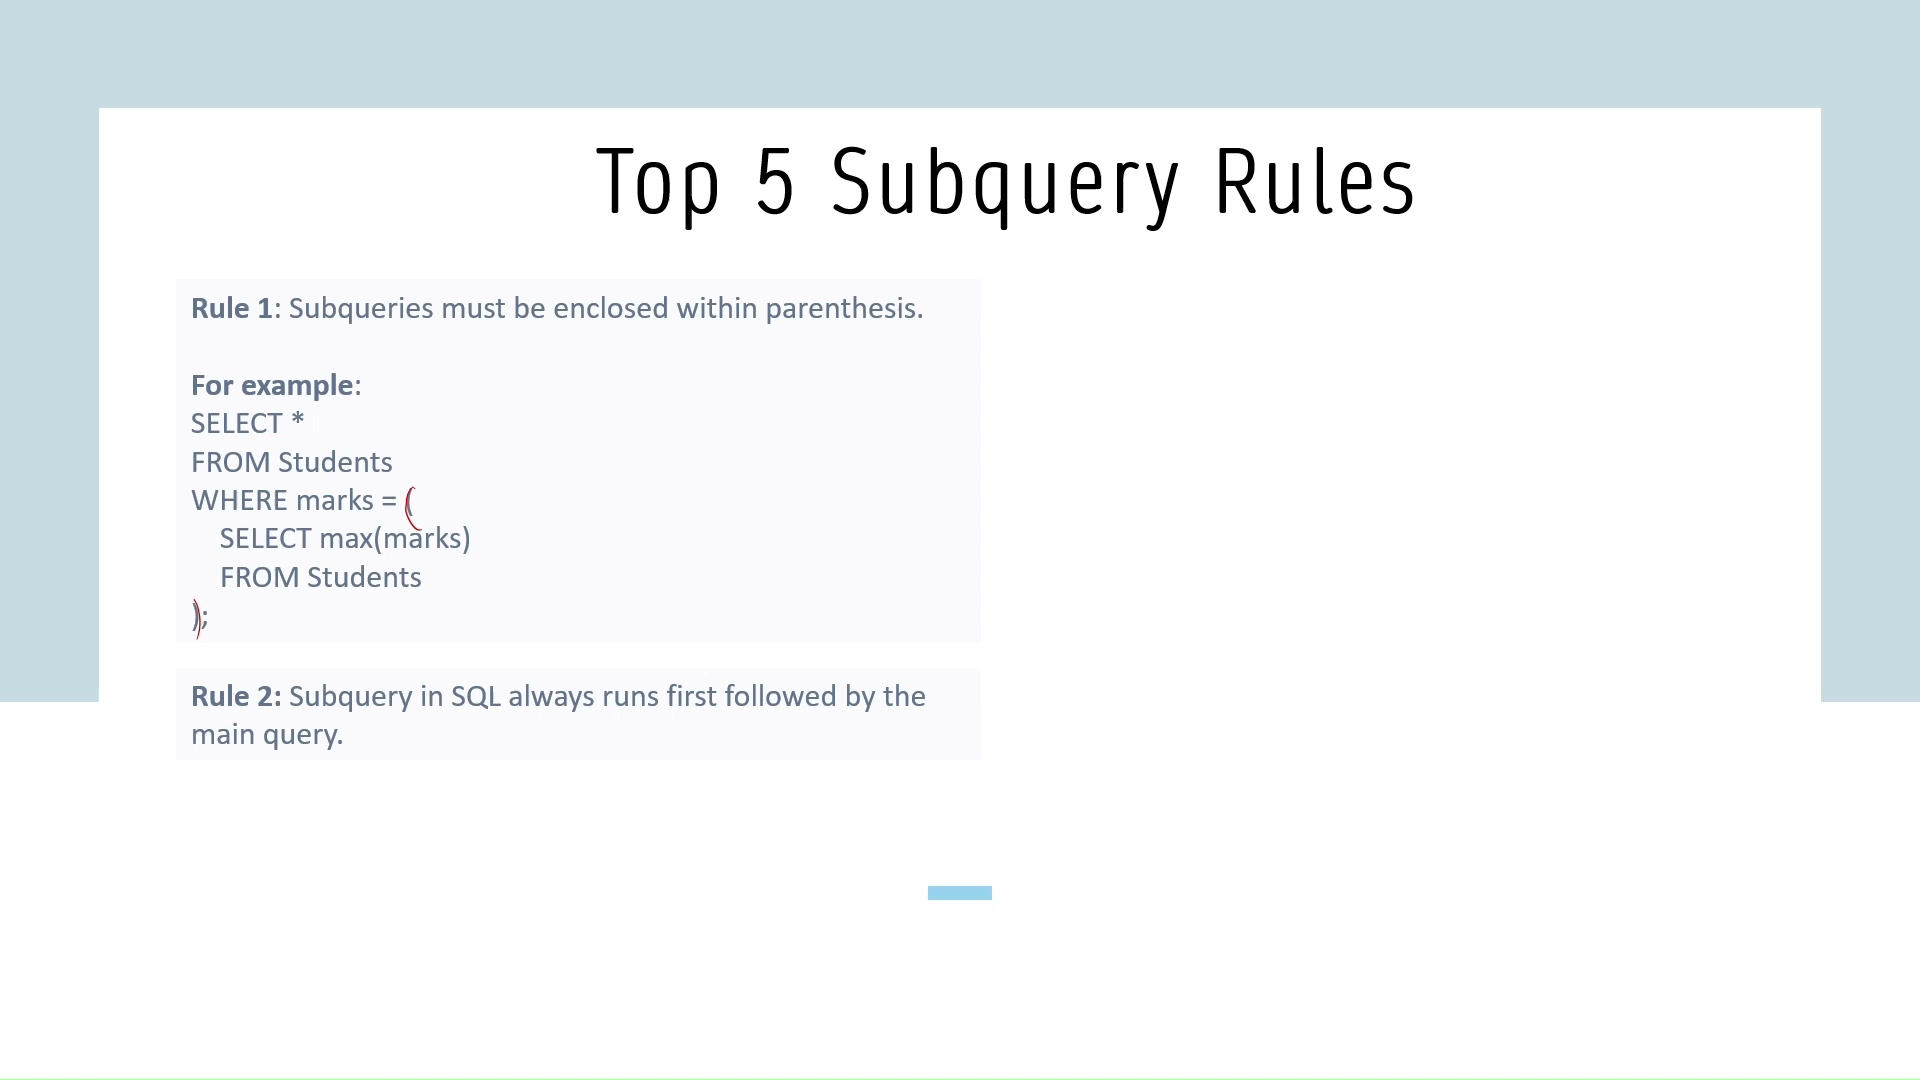 Top 5 Subquery Rules
Rule 1: Subqueries must be enclosed within parenthesis.
For example:
SELECT *
FROM Students
WHERE marks = (
SELECT max(marks)
FROM Students
);
Rule 2: Subquery in SQL always runs first followed by the
main query.